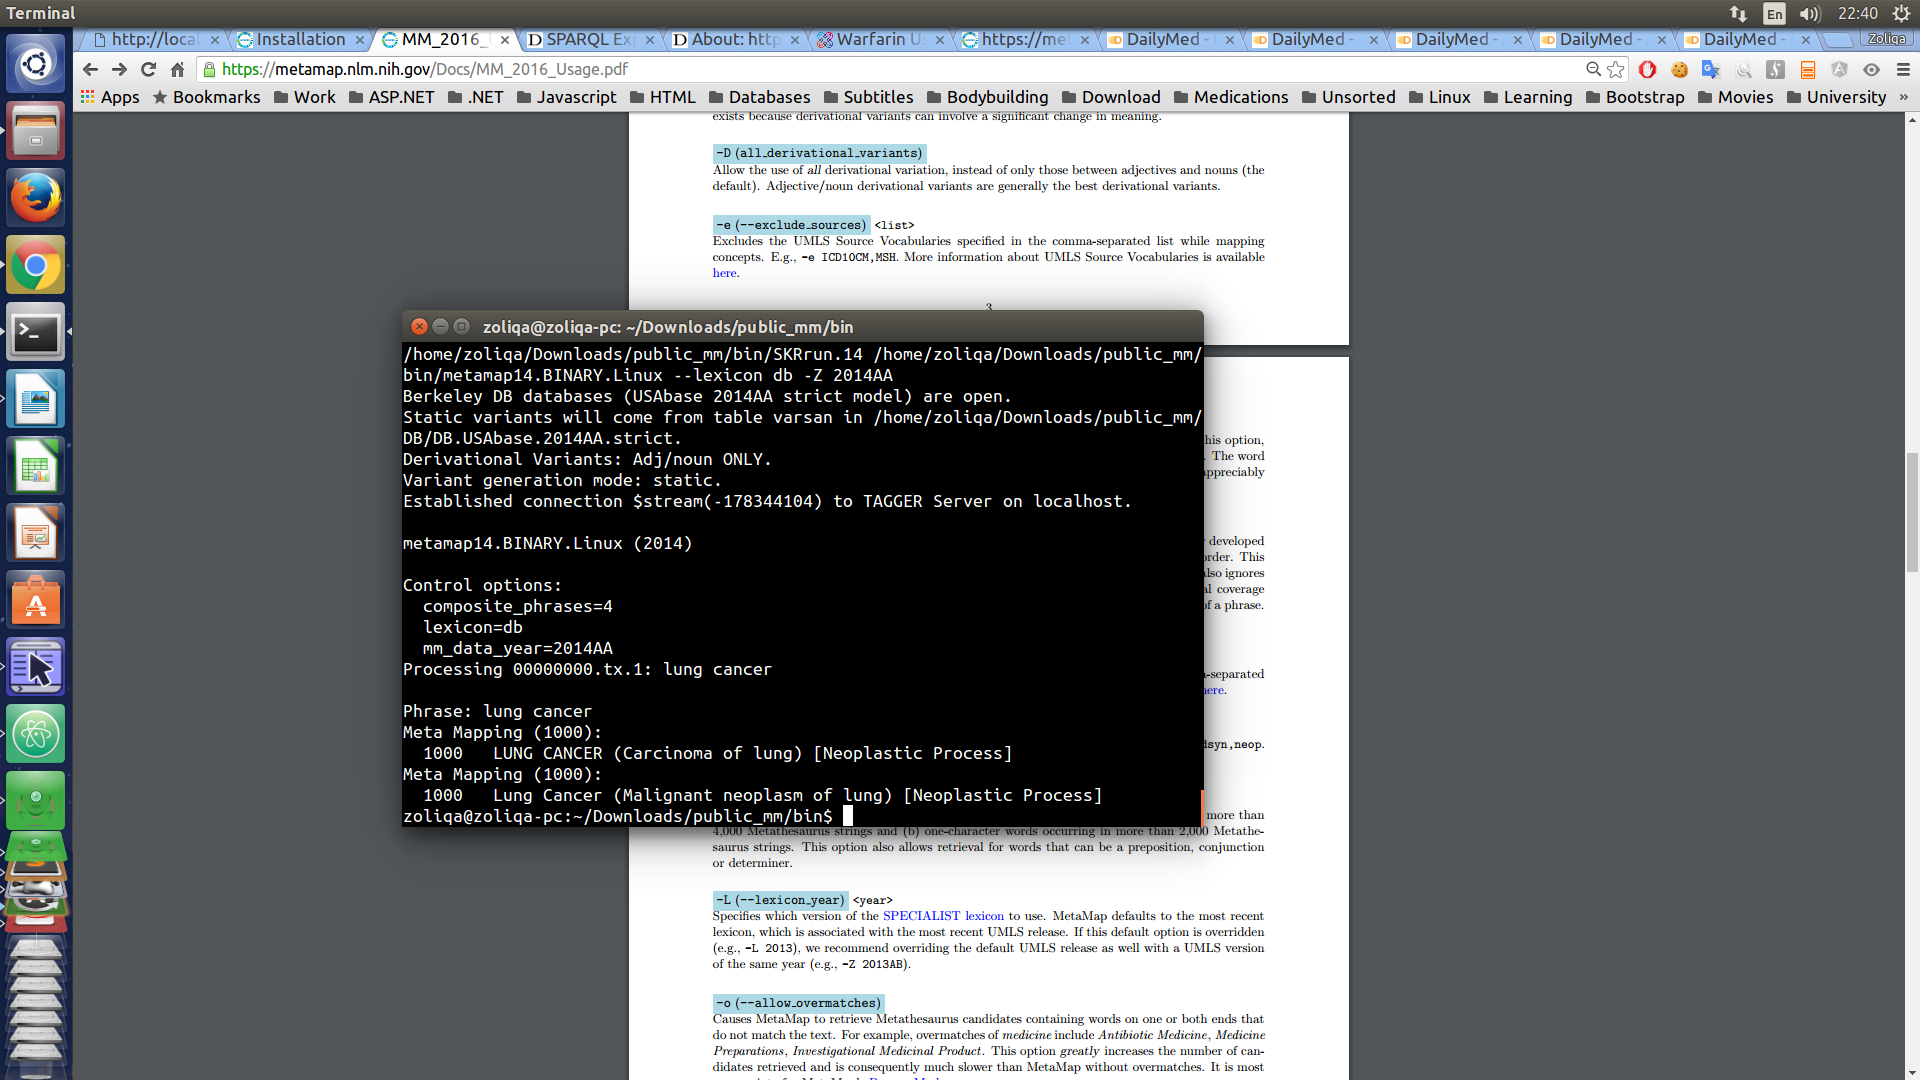 Terminal
En
22:40
http://loca
Installation
MM_2016_
SPARQL Ex
About: http
Warfarin U
https://me
DailyMed -
DailyMed -
DailyMed -
DailyMed -
DailyMed -
Zoliqa
https://metamap.nlm.nih.gov/Docs/MM_2016_Usage.pdf
Apps
Bookmarks
Work
ASP.NET
.NET
Javascript
HTML
Databases
Subtitles
Bodybuilding
Download
Medications
Unsorted
Linux
Learning
Bootstrap
Movies
University
»
exists because derivational variants can involve a significant change in meaning.
-D (all_derivational_variants)
Allow the use of all derivational variation, instead of only those between adjectives and nouns (the
default). Adjective/noun derivational variants are generally the best derivational variants.
-e (--exclude_sources) <list>
Excludes the UMLS Source Vocabularies specified in the comma-separated list while mapping
concepts. E.g., -e ICD10CM,MSH. More information about UMLS Source Vocabularies is available
here.
3
zoliqa@zoliqa-pc: ~/Downloads/public_mm/bin
/home/zoliqa/Downloads/public_mm/bin/SKRrun.14 /home/zoliqa/Downloads/public_mm/
bin/metamap14.BINARY.Linux --lexicon db -Z 2014AA
Berkeley DB databases (USAbase 2014AA strict model) are open.
Static variants will come from table varsan in /home/zoliqa/Downloads/public_mm/
DB/DB.USAbase.2014AA.strict.
Derivational Variants: Adj/noun ONLY.
Variant generation mode: static.
Established connection $stream(-178344104) to TAGGER Server on localhost.
metamap14.BINARY.Linux (2014)
Control options:
composite_phrases=4
lexicon=db
mm_data_year=2014AA
Processing 00000000.tx.1: lung cancer
Phrase: lung cancer
Meta Mapping (1000):
1000 LUNG CANCER (Carcinoma of lung) [Neoplastic Process]
Meta Mapping (1000):
1000 Lung Cancer (Malignant neoplasm of lung) [Neoplastic Process]
zoliqa@zoliqa-pc:~/Downloads/public_mm/bin$
his option,
. The word
appreciably
developed
order. This
also ignores
al coverage
of a phrase.
a-separated
here.
dsyn,neop.
more than
4,000 Metathesaurus strings and (b) one-character words occurring in more than 2,000 Metathe-
saurus strings. This option also allows retrieval for words that can be a preposition, conjunction
or determiner.
-L (--lexicon_year) <year>
Specifies which version of the SPECIALIST lexicon to use. MetaMap defaults to the most recent
lexicon, which is associated with the most recent UMLS release. If this default option is overridden
(e.g., -L 2013), we recommend overriding the default UMLS release as well with a UMLS version
of the same year (e.g., -Z 2013AB).
-o (--allow_overmatches)
Causes MetaMap to retrieve Metathesaurus candidates containing words on one or both ends that
do not match the text. For example, overmatches of medicine include Antibiotic Medicine, Medicine
Preparations, Investigational Medicinal Product. This option greatly increases the number of can-
didates retrieved and is consequently much slower than MetaMap without overmatches. It is most